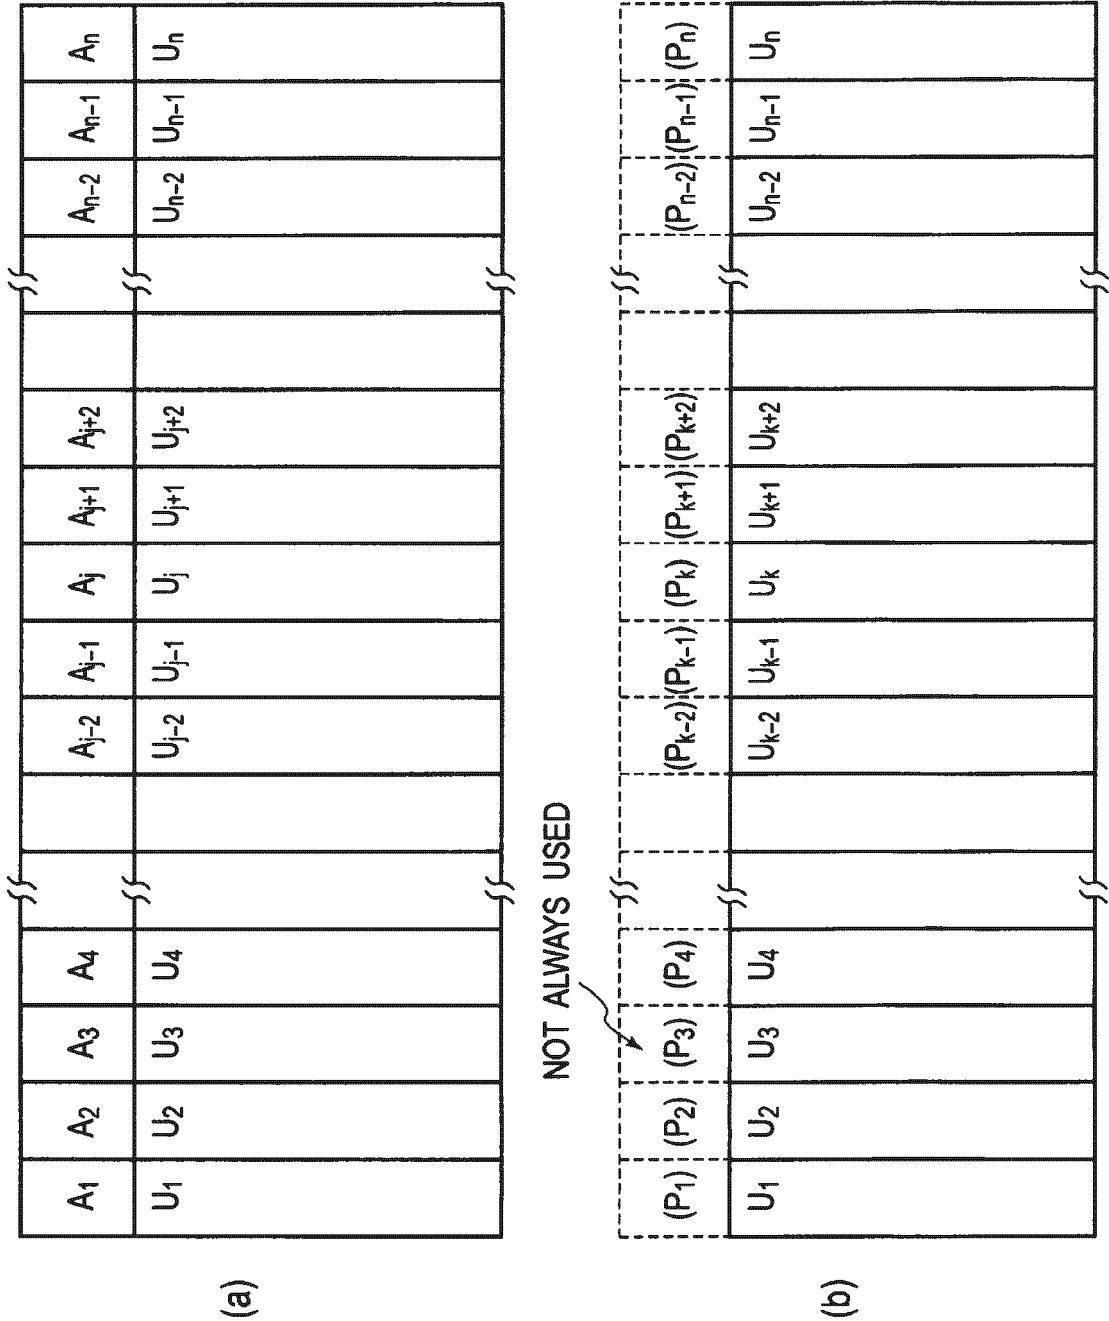 (a)
A1 A2 A3 A4 Aj−2 Aj−1 Aj Aj+1 Aj+2 An−2 An−1 An
U1 U2 U3 U4 Uj−2 Uj−1 Uj Uj+1 Uj+2 Un−2 Un−1 Un
NOT ALWAYS USED
(b)
(P1) (P2) (P3) (P4) (Pk−2) (Pk−1) (Pk) (Pk+1) (Pk+2) (Pn−2) (Pn−1) (Pn)
U1 U2 U3 U4 Uk−2 Uk−1 Uk Uk+1 Uk+2 Un−2 Un−1 Un